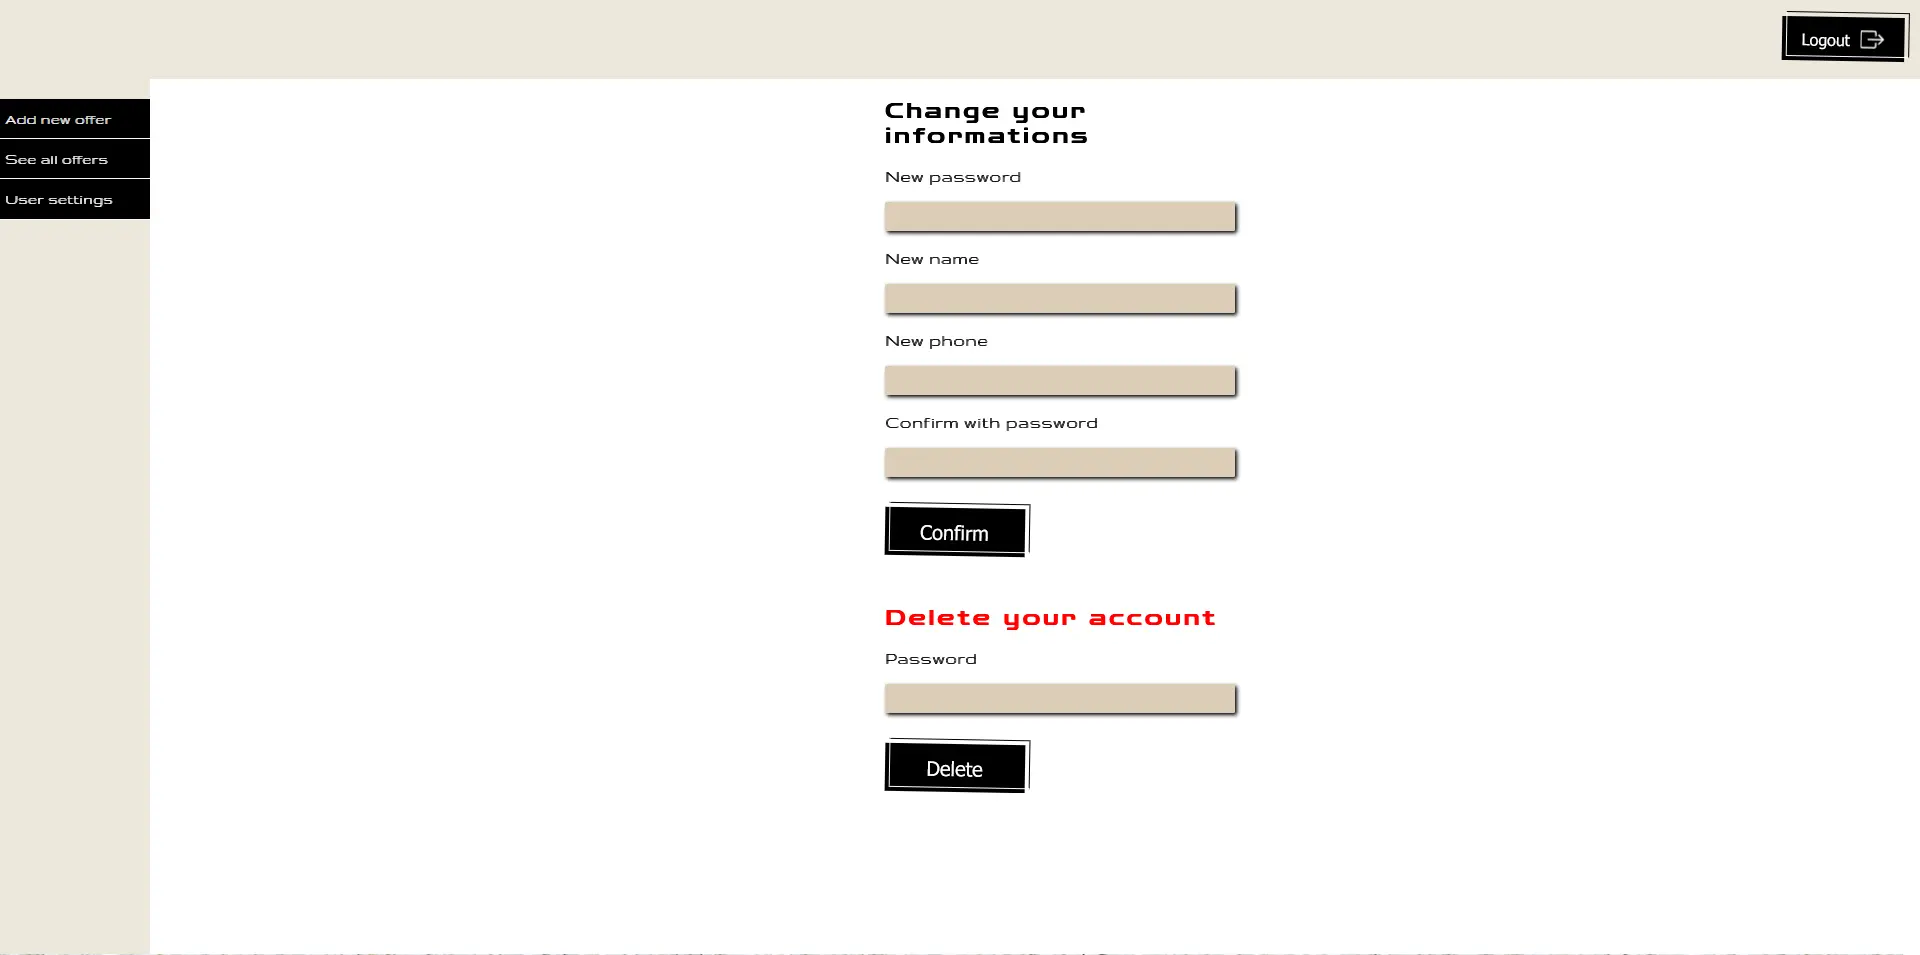 Logout
Add new offer
See all offers
User settings
Change your
informations
New password
New name
New phone
Confirm with password
Confirm
Delete your account
Password
Delete